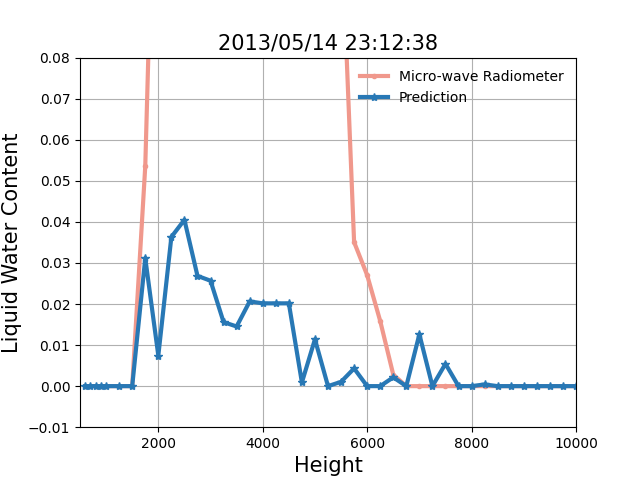 2013/05/14 23:12:38
Micro-wave Radiometer
Prediction
Liquid Water Content
0.08
0.07
0.06
0.05
0.04
0.03
0.02
0.01
0.00
−0.01
2000 4000 6000 8000 10000
Height